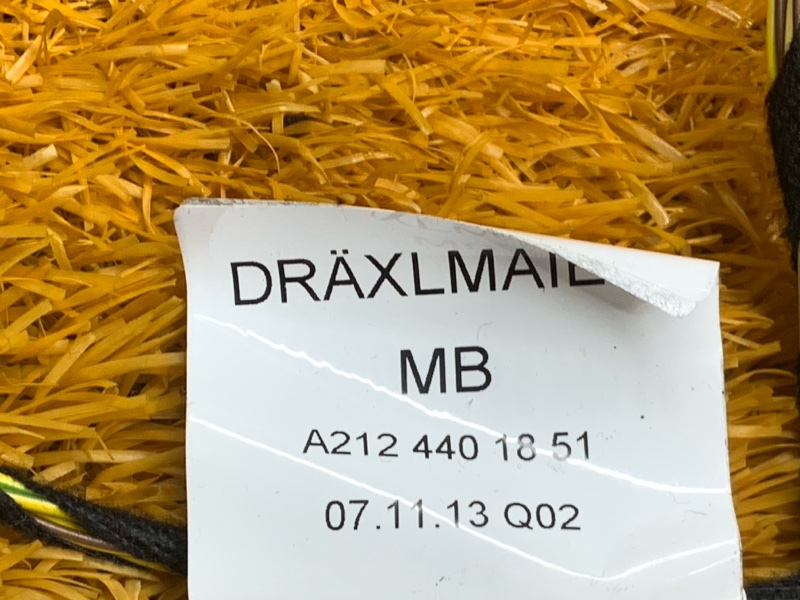 DRÄXLMAIE
MB
A212 440 18 51
07.11.13 Q02